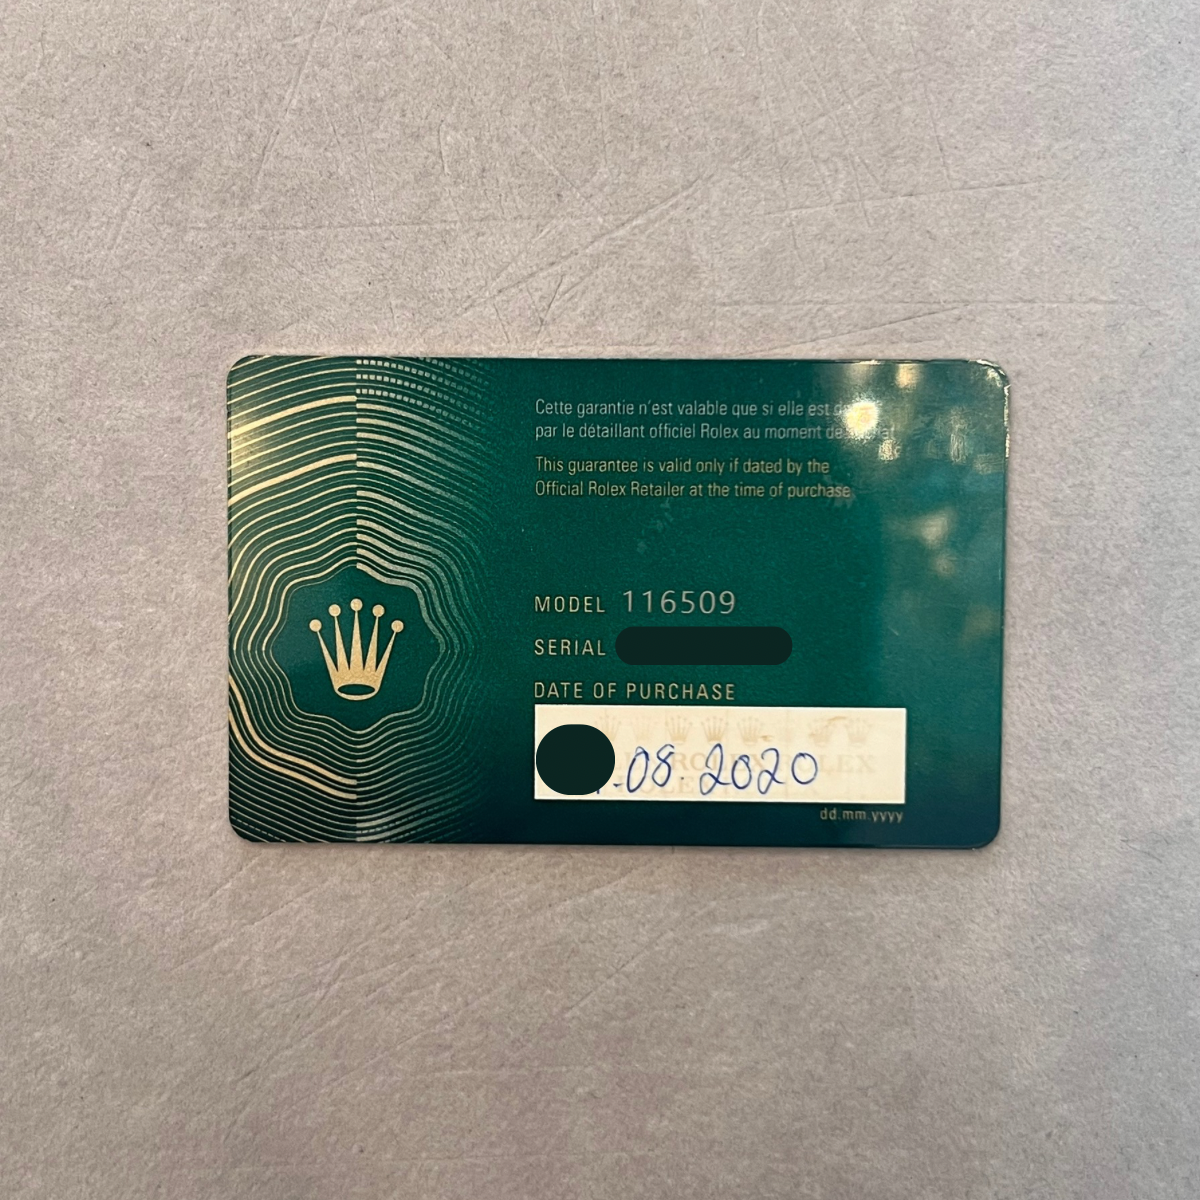 Cette garantie n'est valable que si elle est
par le détaillant officiel Rolex au moment de
This guarantee is valid only if dated by the
Official Rolex Retailer at the time of purchase
MODEL 116509
SERIAL
DATE OF PURCHASE
.08.2020
dd.mm.yyyy